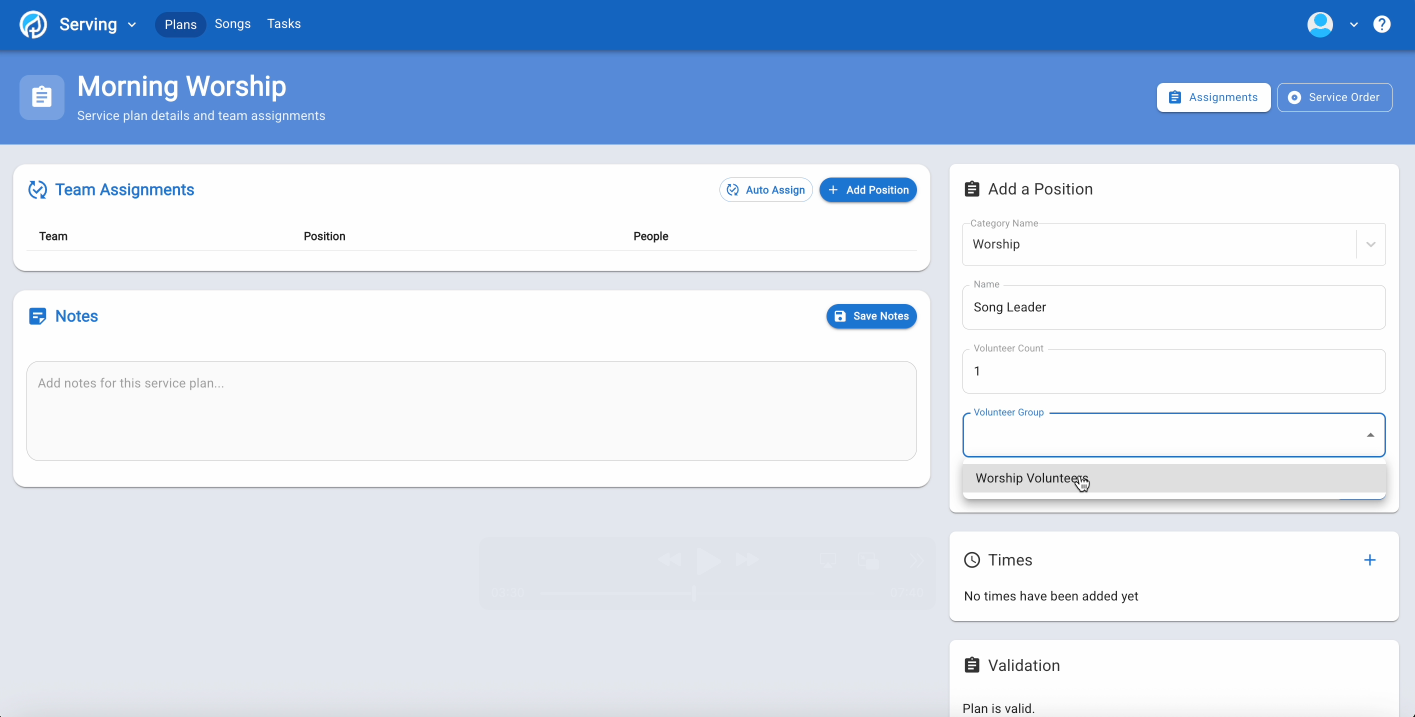 Serving
Plans
Songs
Tasks
Morning Worship
Service plan details and team assignments
Assignments
Service Order
Team Assignments
Auto Assign
+ Add Position
Team
Position
People
Notes
Save Notes
Add notes for this service plan...
Add a Position
Category Name
Worship
Name
Song Leader
Volunteer Count
1
Volunteer Group
Worship Volunteers
Times
No times have been added yet
Validation
Plan is valid.